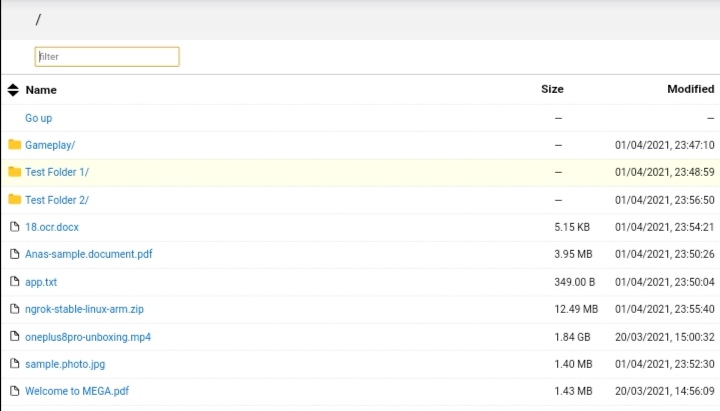 /
filter
Name Size Modified
Go up — —
Gameplay/ — 01/04/2021, 23:47:10
Test Folder 1/ — 01/04/2021, 23:48:59
Test Folder 2/ — 01/04/2021, 23:56:50
18.ocr.docx 5.15 KB 01/04/2021, 23:54:21
Anas-sample.document.pdf 3.95 MB 01/04/2021, 23:50:26
app.txt 349.00 B 01/04/2021, 23:50:04
ngrok-stable-linux-arm.zip 12.49 MB 01/04/2021, 23:55:40
oneplus8pro-unboxing.mp4 1.84 GB 20/03/2021, 15:00:32
sample.photo.jpg 1.40 MB 01/04/2021, 23:52:30
Welcome to MEGA.pdf 1.43 MB 20/03/2021, 14:56:09